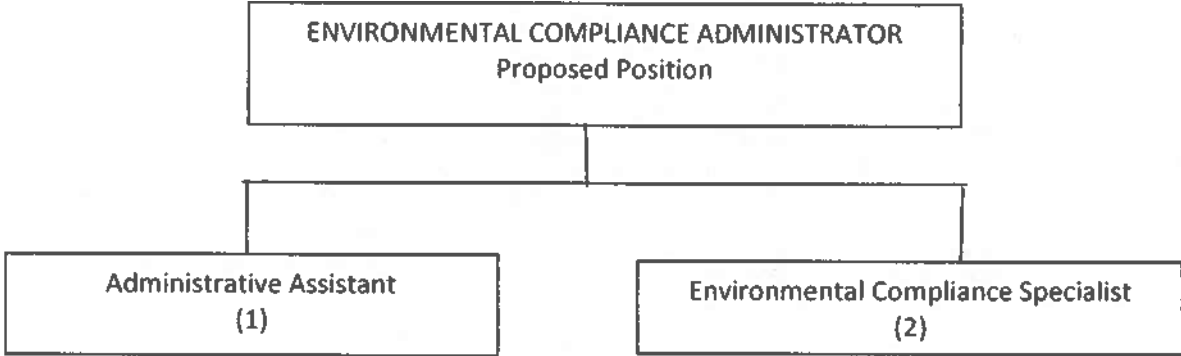 ENVIRONMENTAL COMPLIANCE ADMINISTRATOR
Proposed Position
Administrative Assistant
(1)
Environmental Compliance Specialist
(2)